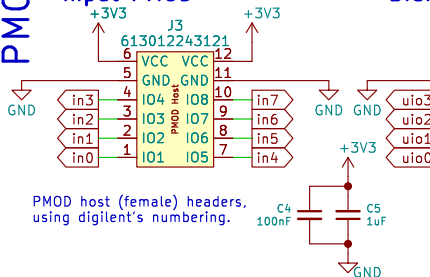 Input PMOD
PMO
+3V3
+3V3
J3
613012243121
6 VCC VCC 12
5 GND GND 11
GND
GND
GND
in3 4 IO4 IO8 10 in7
in2 3 IO3 IO7 9 in6
in1 2 IO2 IO6 8 in5
in0 1 IO1 IO5 7 in4
PMOD Host
uio3
uio2
uio1
uio0
+3V3
PMOD host (female) headers,
using digilent's numbering.
C4
100nF
C5
1uF
GND